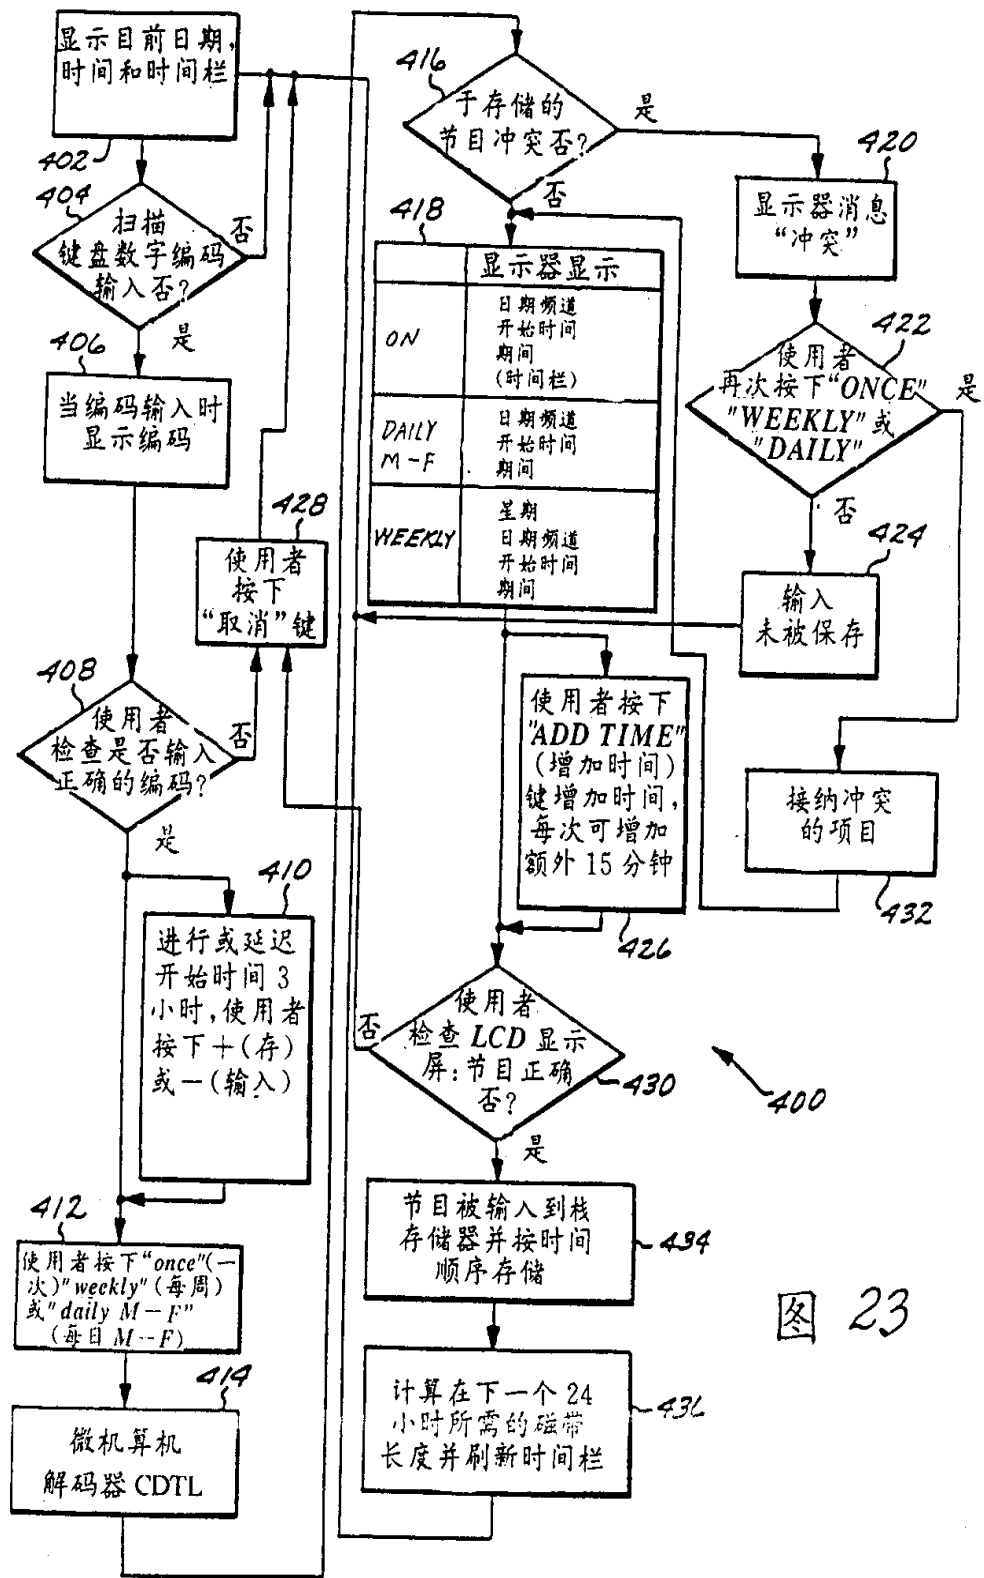 显示目前日期,
时间和时间栏
402
404
扫描
键盘数字编码
输入否?
否
是
406
当编码输入时
显示编码
428
使用者
按下
“取消”键
408
使用者
检查是否输入
正确的编码?
否
是
410
进行或延迟
开始时间3
小时,使用者
按下+(存)
或-(输入)
412
使用者按下“once”(一
次)"weekly"(每周)
或"daily M-F"
(每日M-F)
414
微机算机
解码器CDTL
416
于存储的
节目冲突否?
是
否
418
显示器显示
ON
日期频道
开始时间
期间
(时间栏)
DAILY
M-F
日期频道
开始时间
期间
WEEKLY
星期
日期频道
开始时间
期间
420
显示器消息
“冲突”
422
使用者
再次按下“ONCE”
"WEEKLY"或
"DAILY"
是
否
424
输入
未被保存
使用者按下
"ADD TIME"
(增加时间)
键增加时间,
每次可增加
额外15分钟
426
接纳冲突
的项目
432
使用者
检查LCD显示
屏:节目正确
否?
否
430
是
400
节目被输入到栈
存储器并按时间
顺序存储
434
计算在下一个24
小时所需的磁带
长度并刷新时间栏
436
图 23